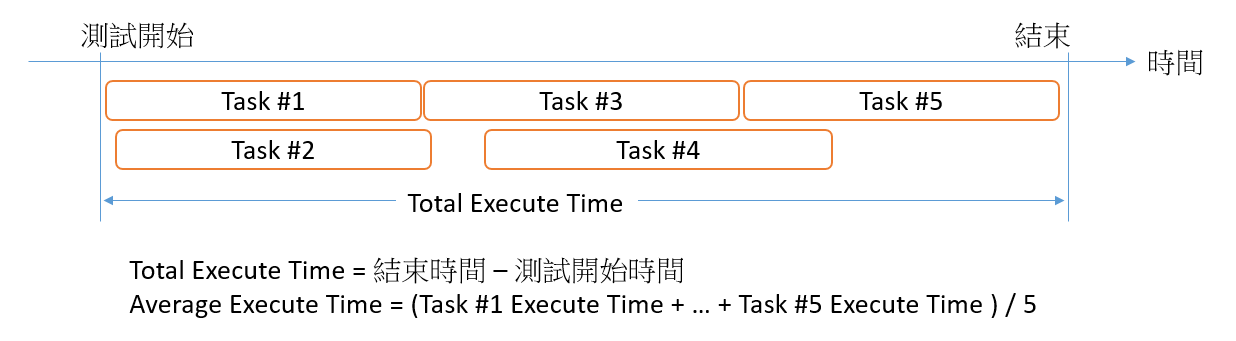 測試開始
結束
時間
Task #1
Task #3
Task #5
Task #2
Task #4
Total Execute Time
Total Execute Time = 結束時間 – 測試開始時間
Average Execute Time = (Task #1 Execute Time + ... + Task #5 Execute Time ) / 5